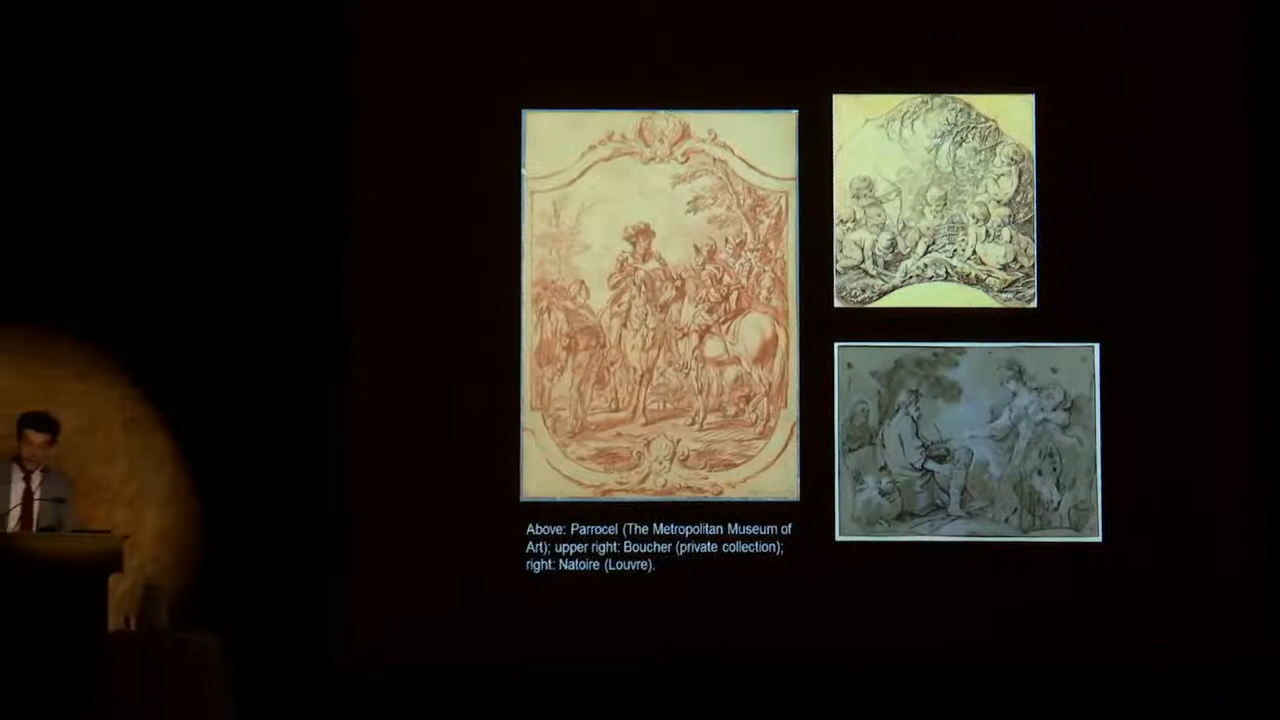 Above: Parrocel (The Metropolitan Museum of
Art); upper right: Boucher (private collection);
right: Natoire (Louvre).